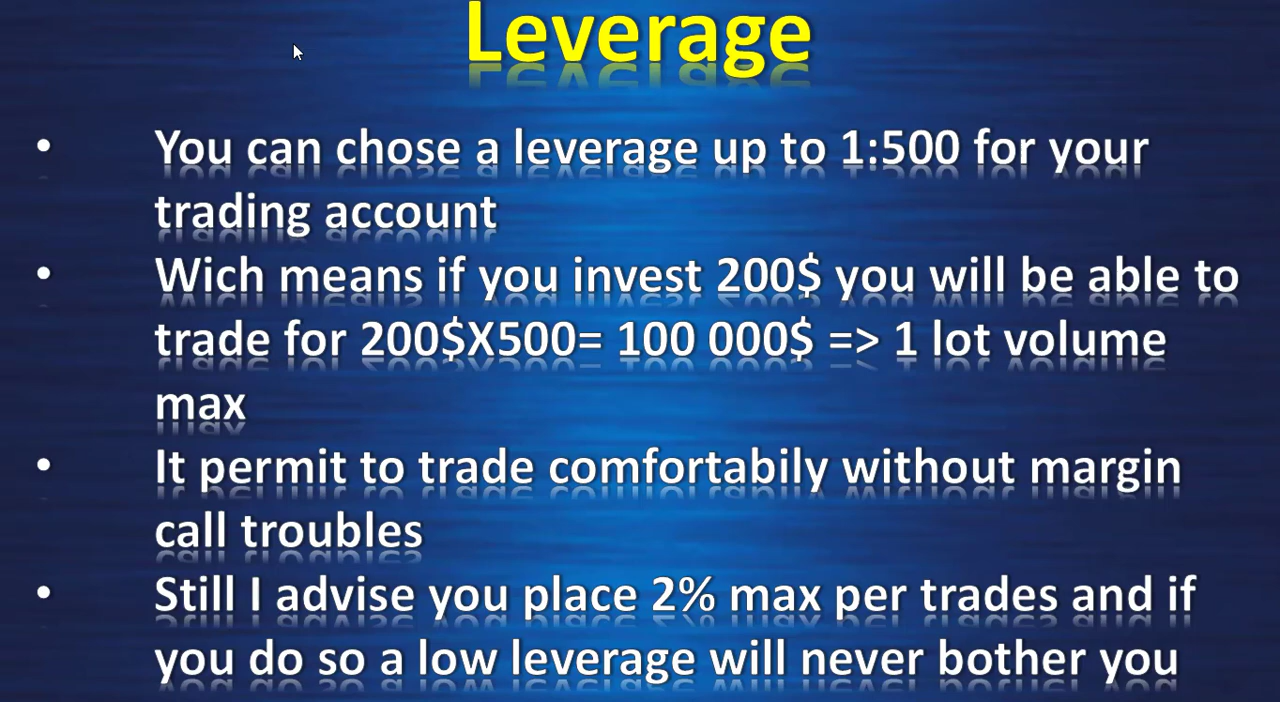 Leverage
• You can chose a leverage up to 1:500 for your
trading account
• Wich means if you invest 200$ you will be able to
trade for 200$X500= 100 000$ => 1 lot volume
max
• It permit to trade comfortabily without margin
call troubles
• Still I advise you place 2% max per trades and if
you do so a low leverage will never bother you